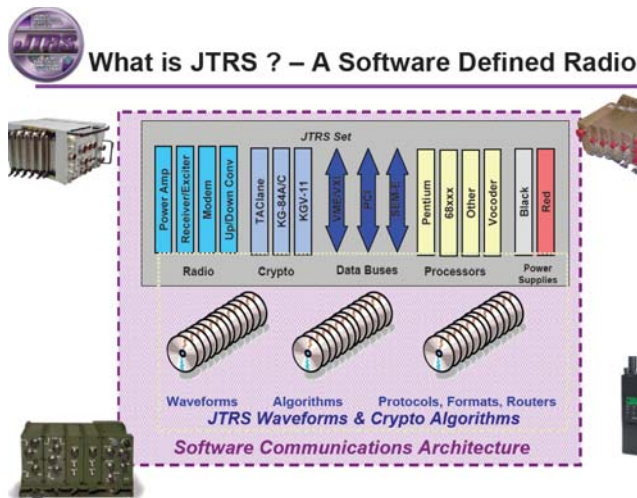 JTRS
What is JTRS ? – A Software Defined Radio
JTRS Set
Power Amp
Receiver/Exciter
Modem
Up/Down Conv
TAClane
KG-84A/C
KGV-11
VME/VXI
PCI
SEM-E
Pentium
68xxx
Other
Vocoder
Black
Red
Radio
Crypto
Data Buses
Processors
Power
Supplies
Waveforms
Algorithms
Protocols, Formats, Routers
JTRS Waveforms & Crypto Algorithms
Software Communications Architecture